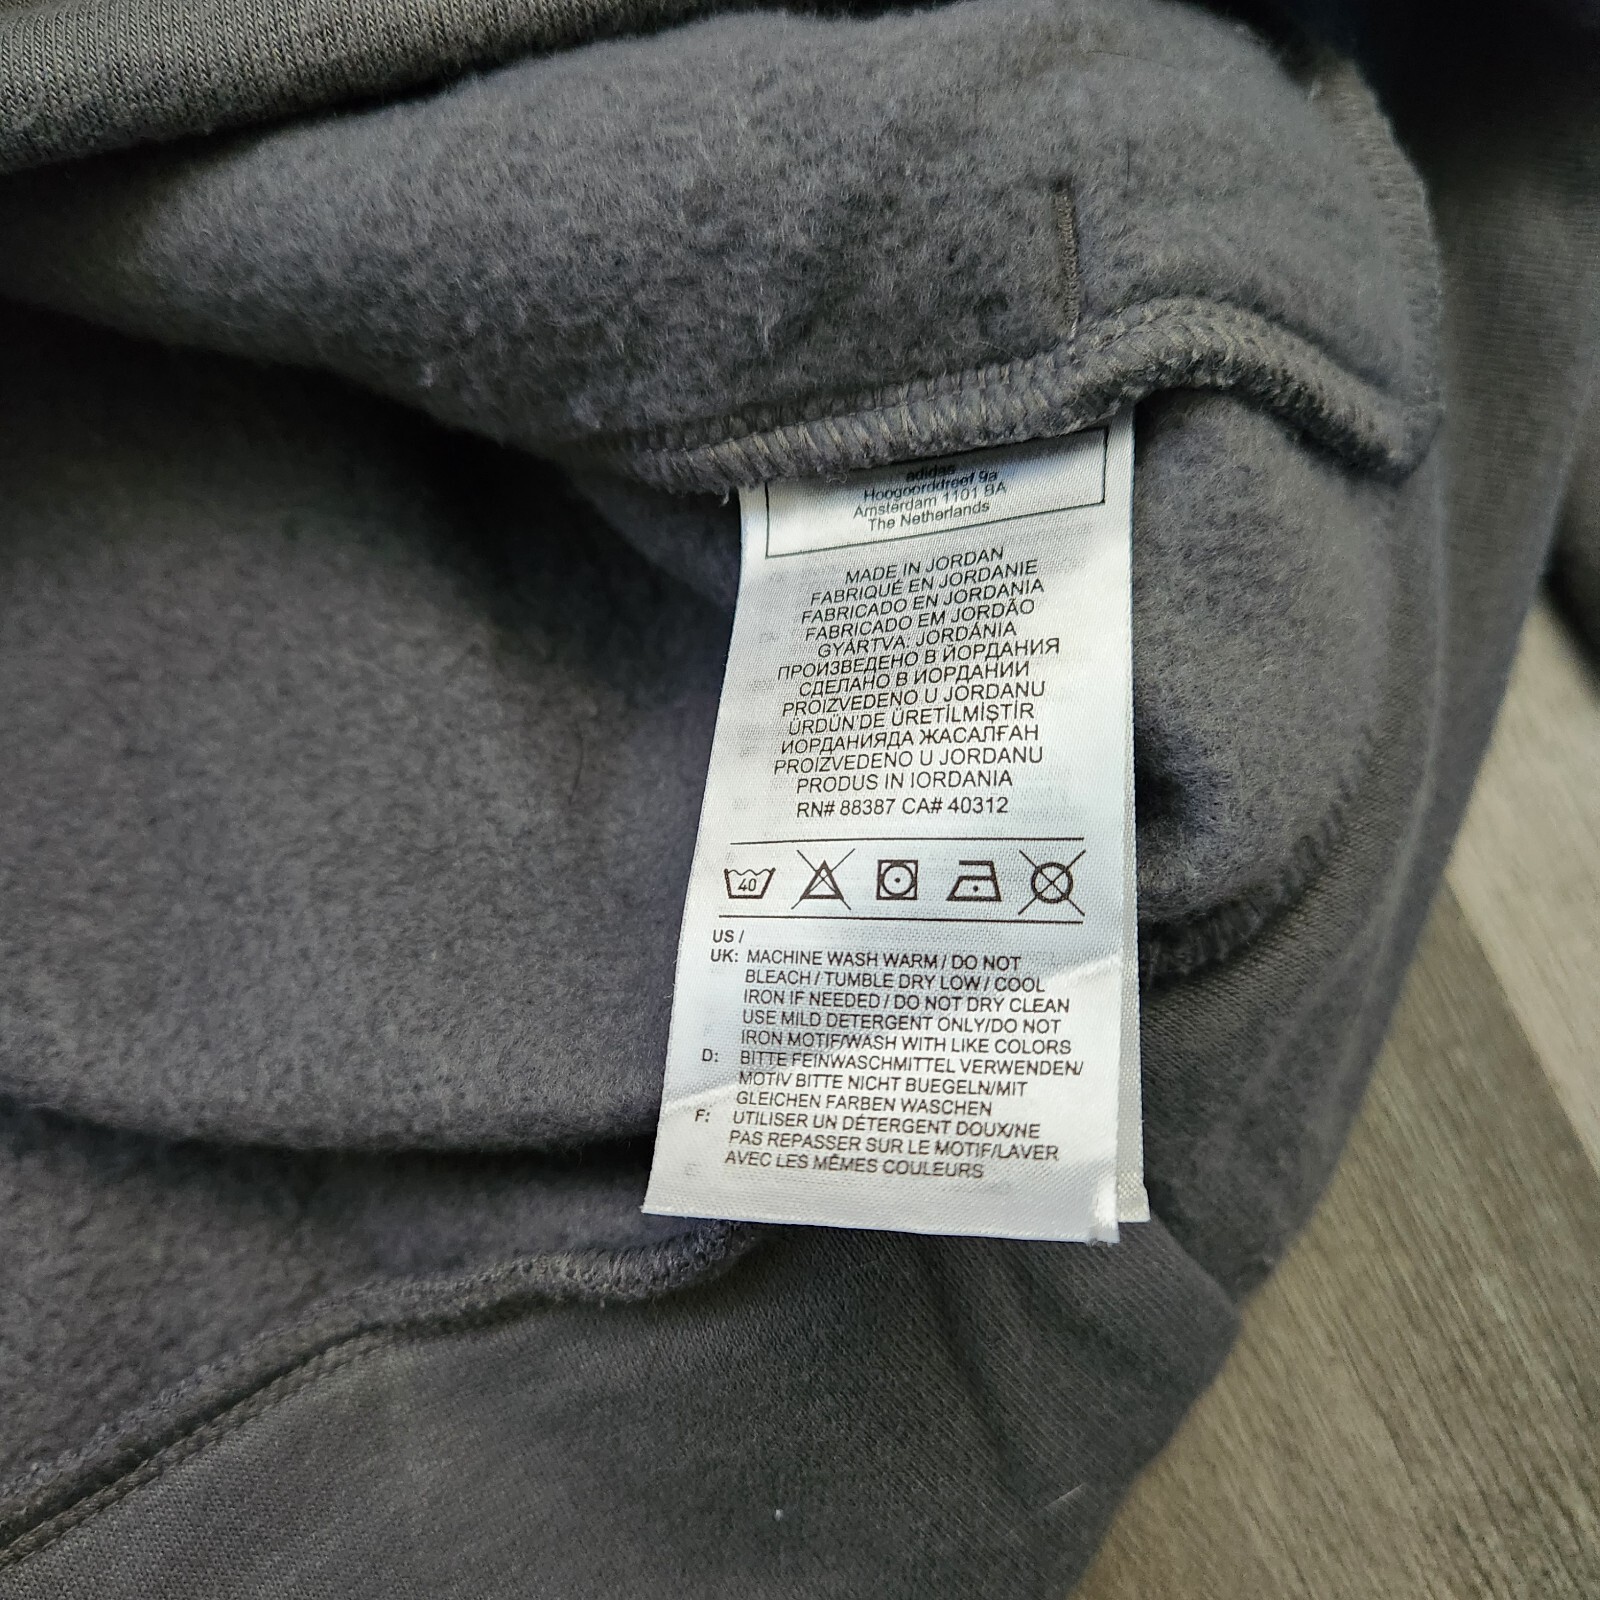 adidas
Hoogoorddreef 9a
Amsterdam 1101 BA
The Netherlands
MADE IN JORDAN
FABRIQUÉ EN JORDANIE
FABRICADO EN JORDANIA
FABRICADO EM JORDÃO
GYÁRTVA: JORDÁNIA
ПРОИЗВЕДЕНО В ЙОРДАНИЯ
СДЕЛАНО В ИОРДАНИИ
PROIZVEDENO U JORDANU
ÜRDÜN'DE ÜRETİLMİŞTİR
ИОРДАНИЯДА ЖАСАЛҒАН
PROIZVEDENO U JORDANU
PRODUS IN IORDANIA
RN# 88387 CA# 40312
40
US /
UK: MACHINE WASH WARM / DO NOT
BLEACH / TUMBLE DRY LOW / COOL
IRON IF NEEDED / DO NOT DRY CLEAN
USE MILD DETERGENT ONLY/DO NOT
IRON MOTIF/WASH WITH LIKE COLORS
D: BITTE FEINWASCHMITTEL VERWENDEN/
MOTIV BITTE NICHT BUEGELN/MIT
GLEICHEN FARBEN WASCHEN
F: UTILISER UN DÉTERGENT DOUX/NE
PAS REPASSER SUR LE MOTIF/LAVER
AVEC LES MÊMES COULEURS